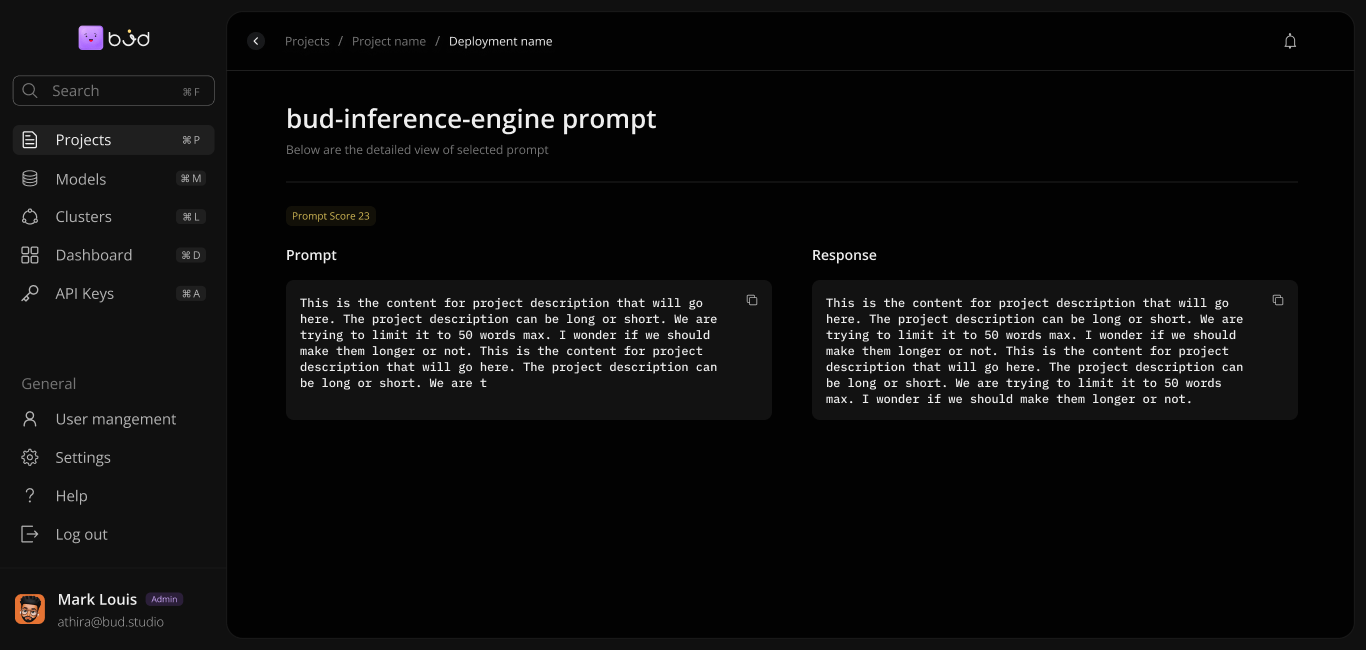 bud
Search ⌘ F
Projects ⌘ P
Models ⌘ M
Clusters ⌘ L
Dashboard ⌘ D
API Keys ⌘ A
General
User mangement
Settings
Help
Log out
Mark Louis Admin
athira@bud.studio
Projects / Project name / Deployment name
bud-inference-engine prompt
Below are the detailed view of selected prompt
Prompt Score 23
Prompt
This is the content for project description that will go
here. The project description can be long or short. We are
trying to limit it to 50 words max. I wonder if we should
make them longer or not. This is the content for project
description that will go here. The project description can
be long or short. We are t
Response
This is the content for project description that will go
here. The project description can be long or short. We are
trying to limit it to 50 words max. I wonder if we should
make them longer or not. This is the content for project
description that will go here. The project description can
be long or short. We are trying to limit it to 50 words
max. I wonder if we should make them longer or not.